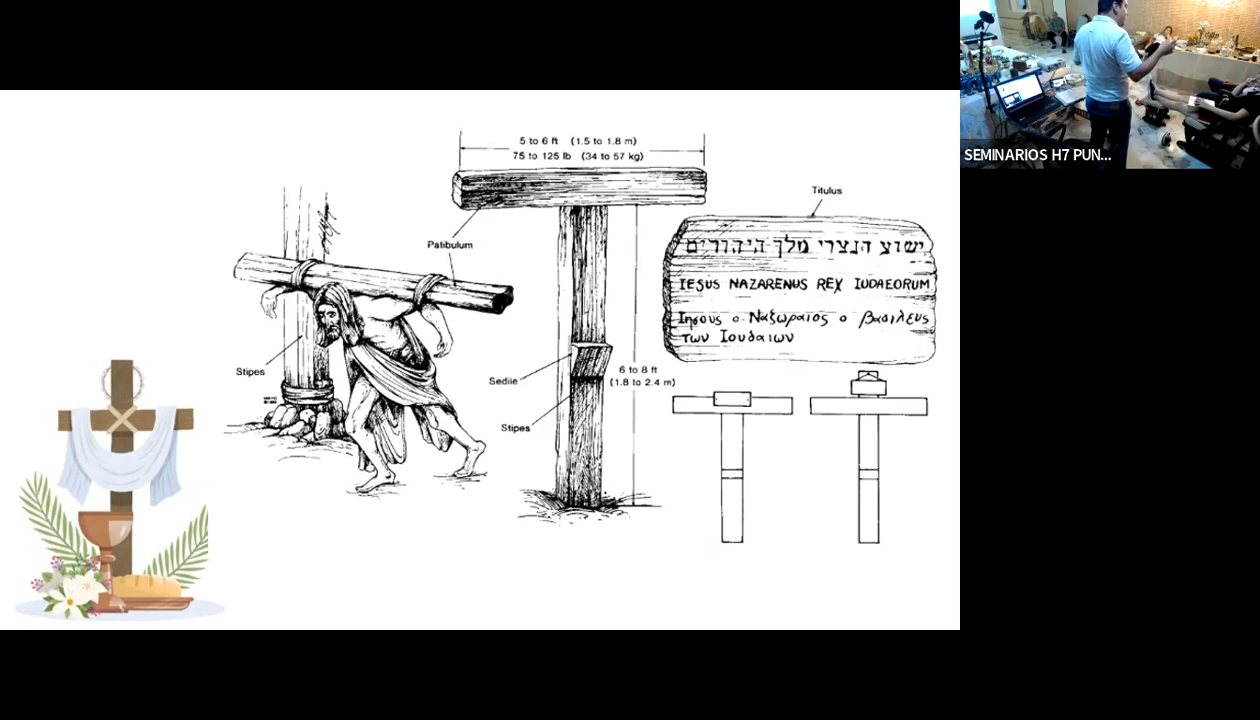 5 to 6 ft (1.5 to 1.8 m)
75 to 125 lb (34 to 57 kg)
Patibulum
Stipes
Sedile
Stipes
6 to 8 ft
(1.8 to 2.4 m)
Titulus
ישוע הנצרי מלך היהודים
IESUS NAZARENUS REX IUDAEORUM
Ιησους ο Ναζωραιος ο βασιλευς
των Ιουδαιων
SEMINARIOS H7 PUN...